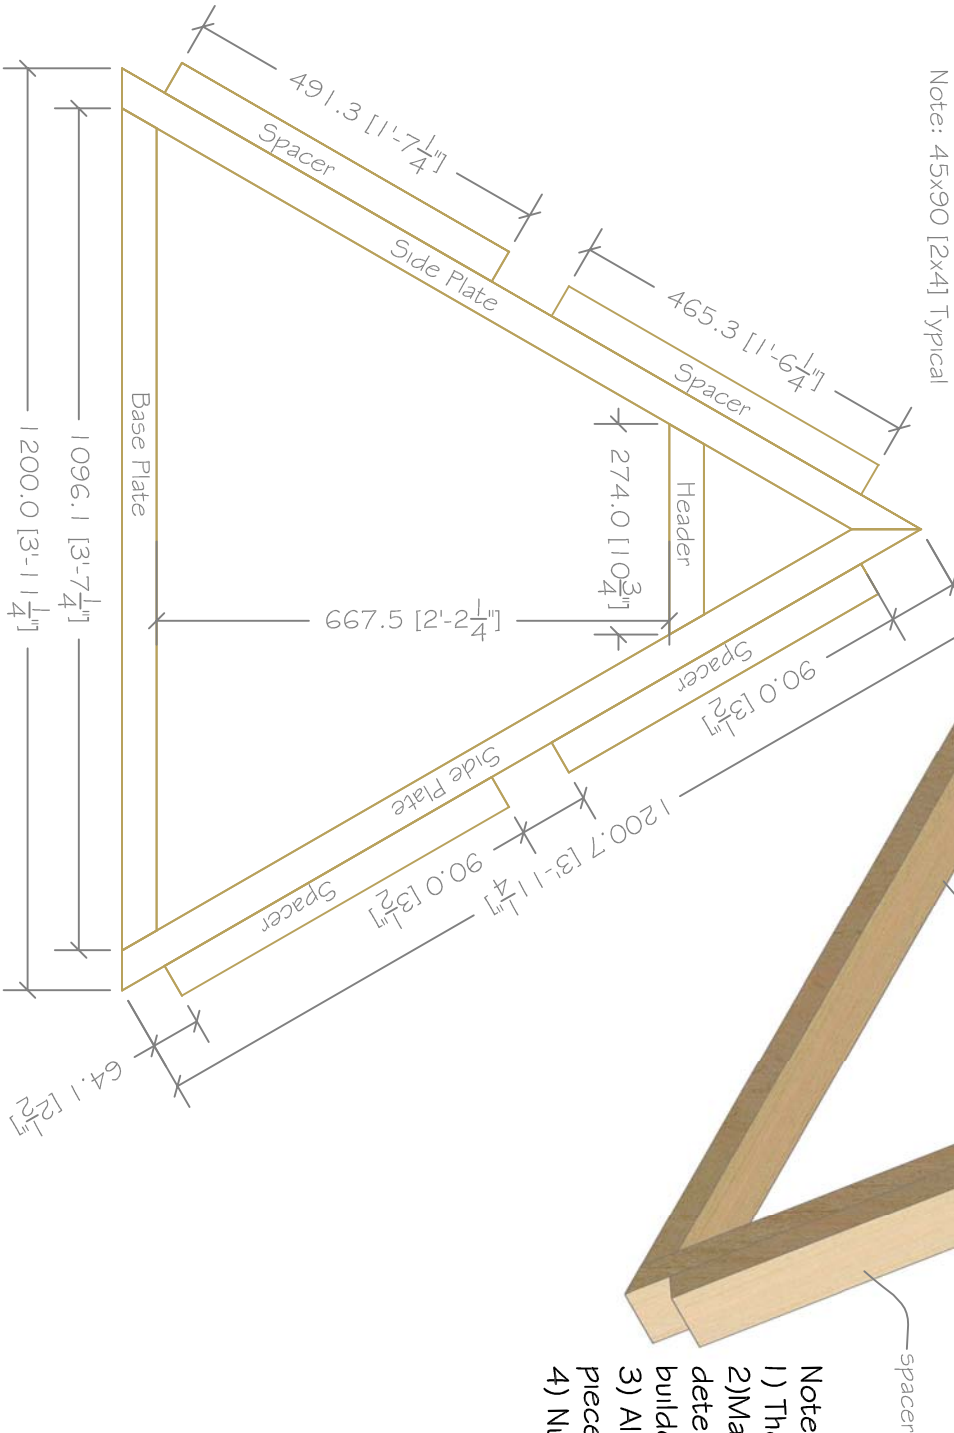 Note: 45x90 [2x4] Typical
491.3 [1'-7 1/4"]
Spacer
Side Plate
465.3 [1'-6 1/4"]
Spacer
274.0 [10 3/4"]
Header
Base Plate
1096.1 [3'-7 1/4"]
1200.0 [3'-11 1/4"]
667.5 [2'-2 1/4"]
Spacer
90.0 [3 1/2"]
Side Plate
1200.7 [3'-11 1/4"]
90.0 [3 1/2"]
Spacer
64.1 [2 1/2"]
spacer
Note
1) The
2)Ma
dete
build
3) Al
piece
4) Nu